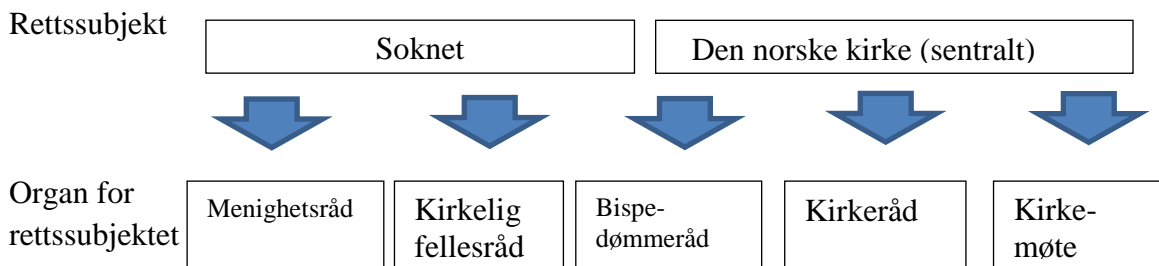 Rettssubjekt
Soknet
Den norske kirke (sentralt)
Organ for
rettssubjektet
Menighetsråd
Kirkelig
fellesråd
Bispe-
dømmeråd
Kirkeråd
Kirke-
møte